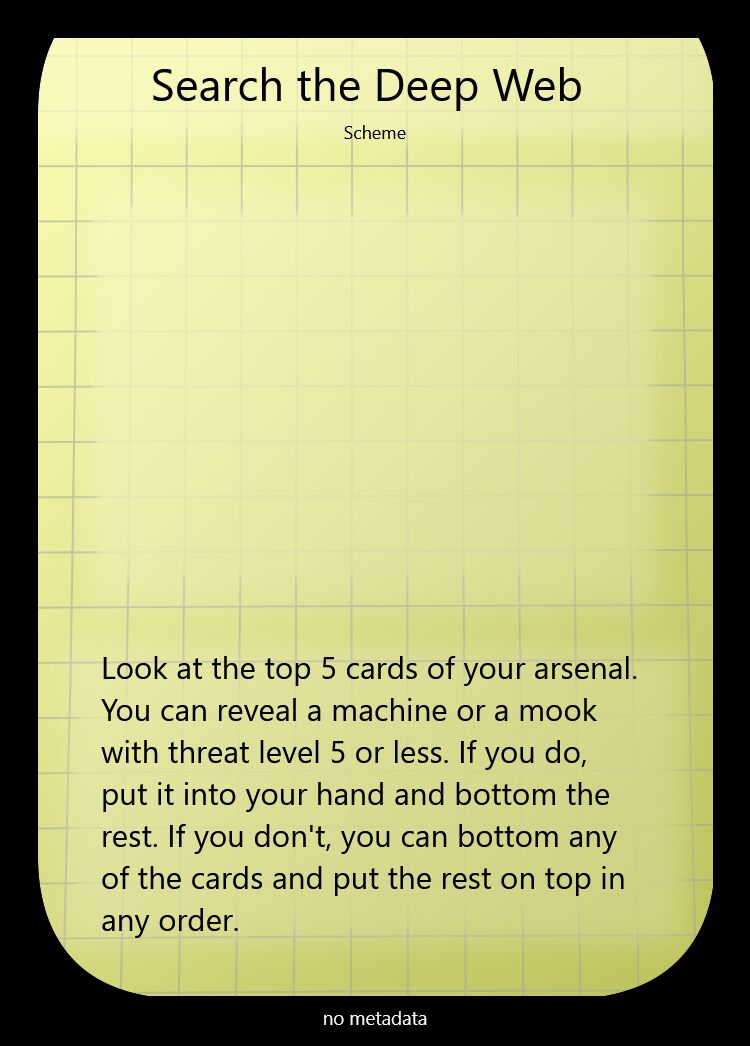 Search the Deep Web
Scheme
Look at the top 5 cards of your arsenal.
You can reveal a machine or a mook
with threat level 5 or less. If you do,
put it into your hand and bottom the
rest. If you don't, you can bottom any
of the cards and put the rest on top in
any order.
no metadata